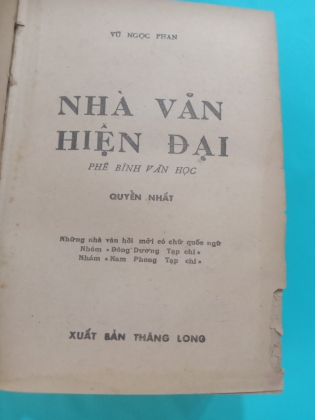 VŨ NGỌC PHAN
NHÀ VĂN
HIỆN ĐẠI
PHÊ BÌNH VĂN HỌC
QUYỂN NHẤT
Những nhà văn hồi mới có chữ quốc ngữ
Nhóm «Đông Dương Tạp chí»
Nhóm «Nam Phong Tạp chí»
XUẤT BẢN THĂNG LONG